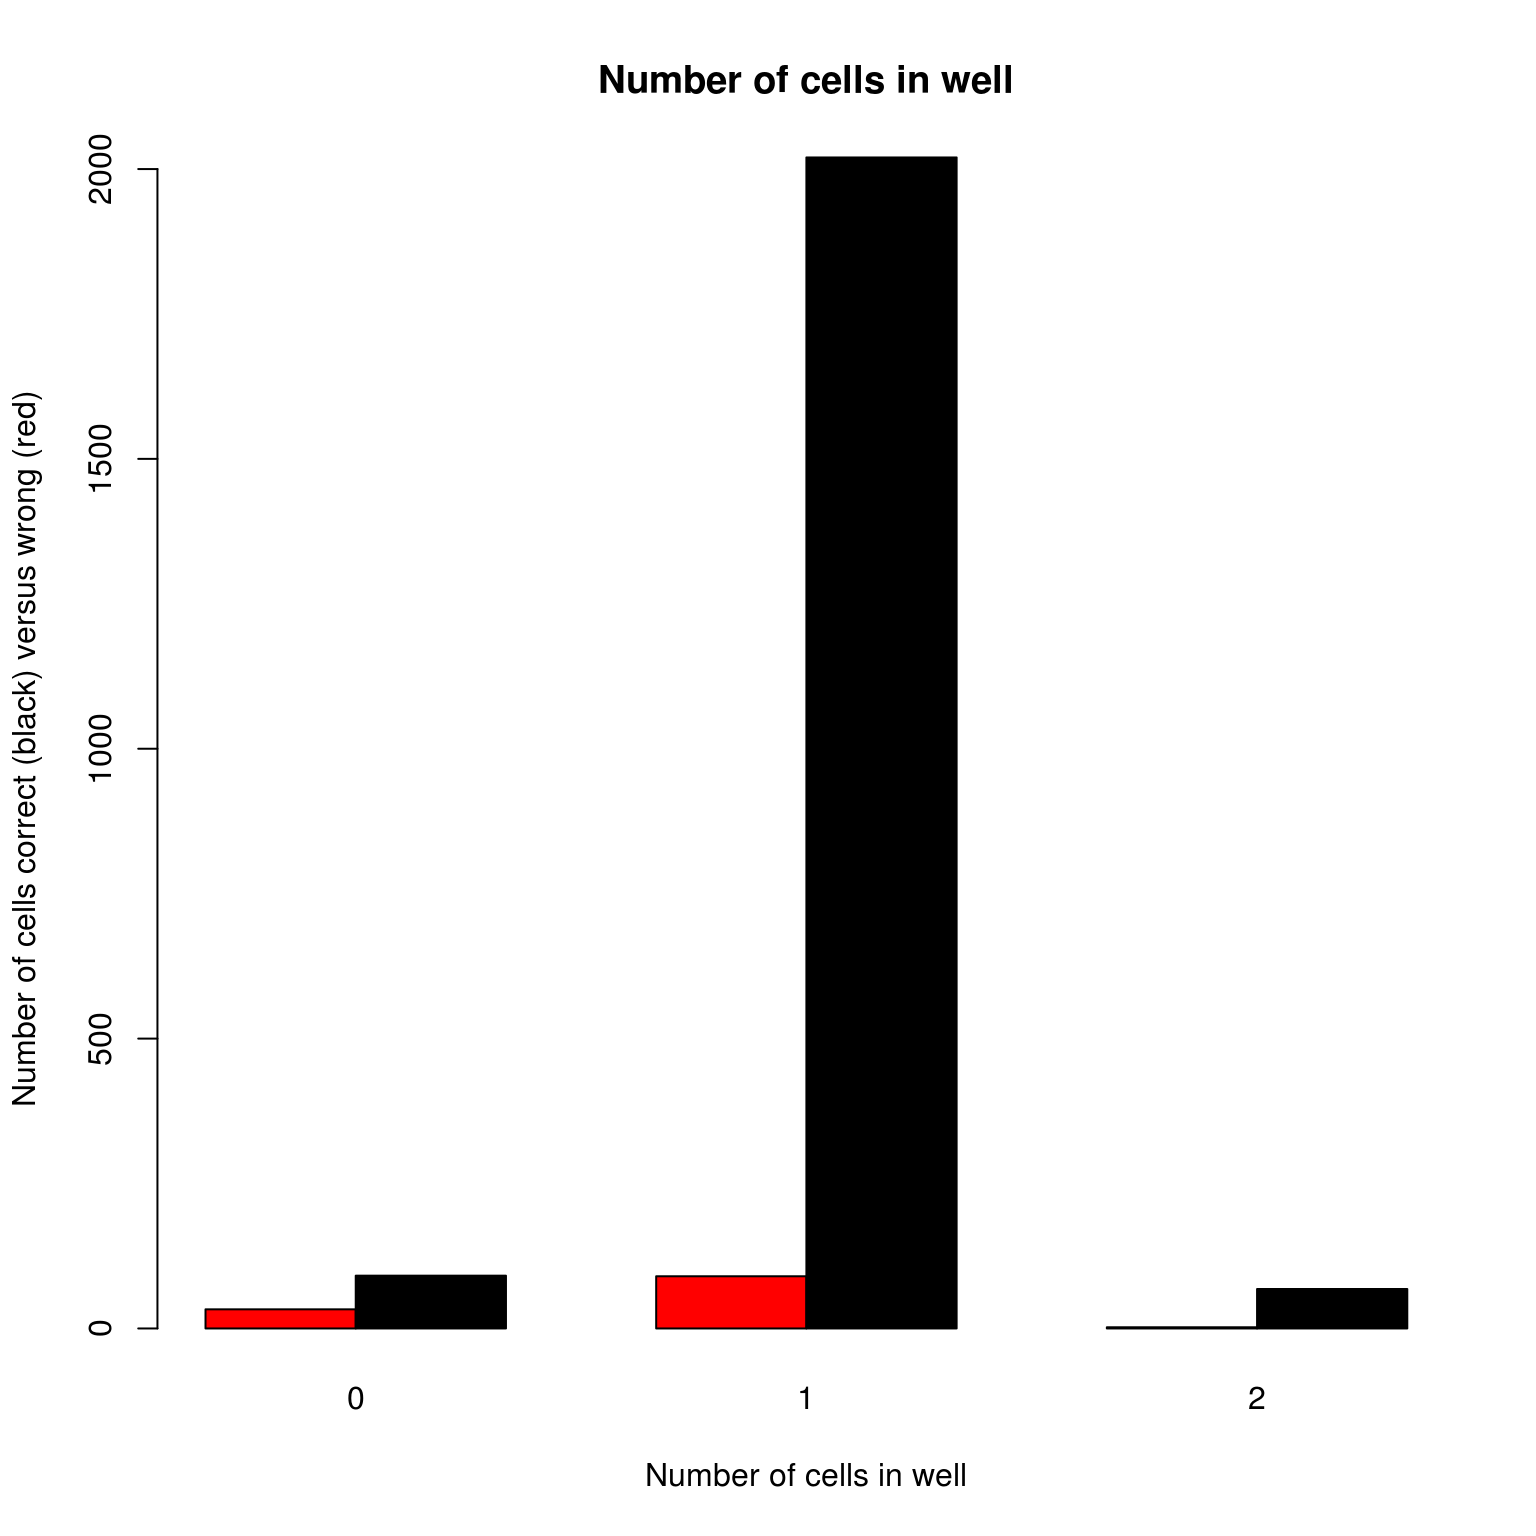 Number of cells in well
Number of cells correct (black) versus wrong (red)
2000
1500
1000
500
0
0 1 2
Number of cells in well